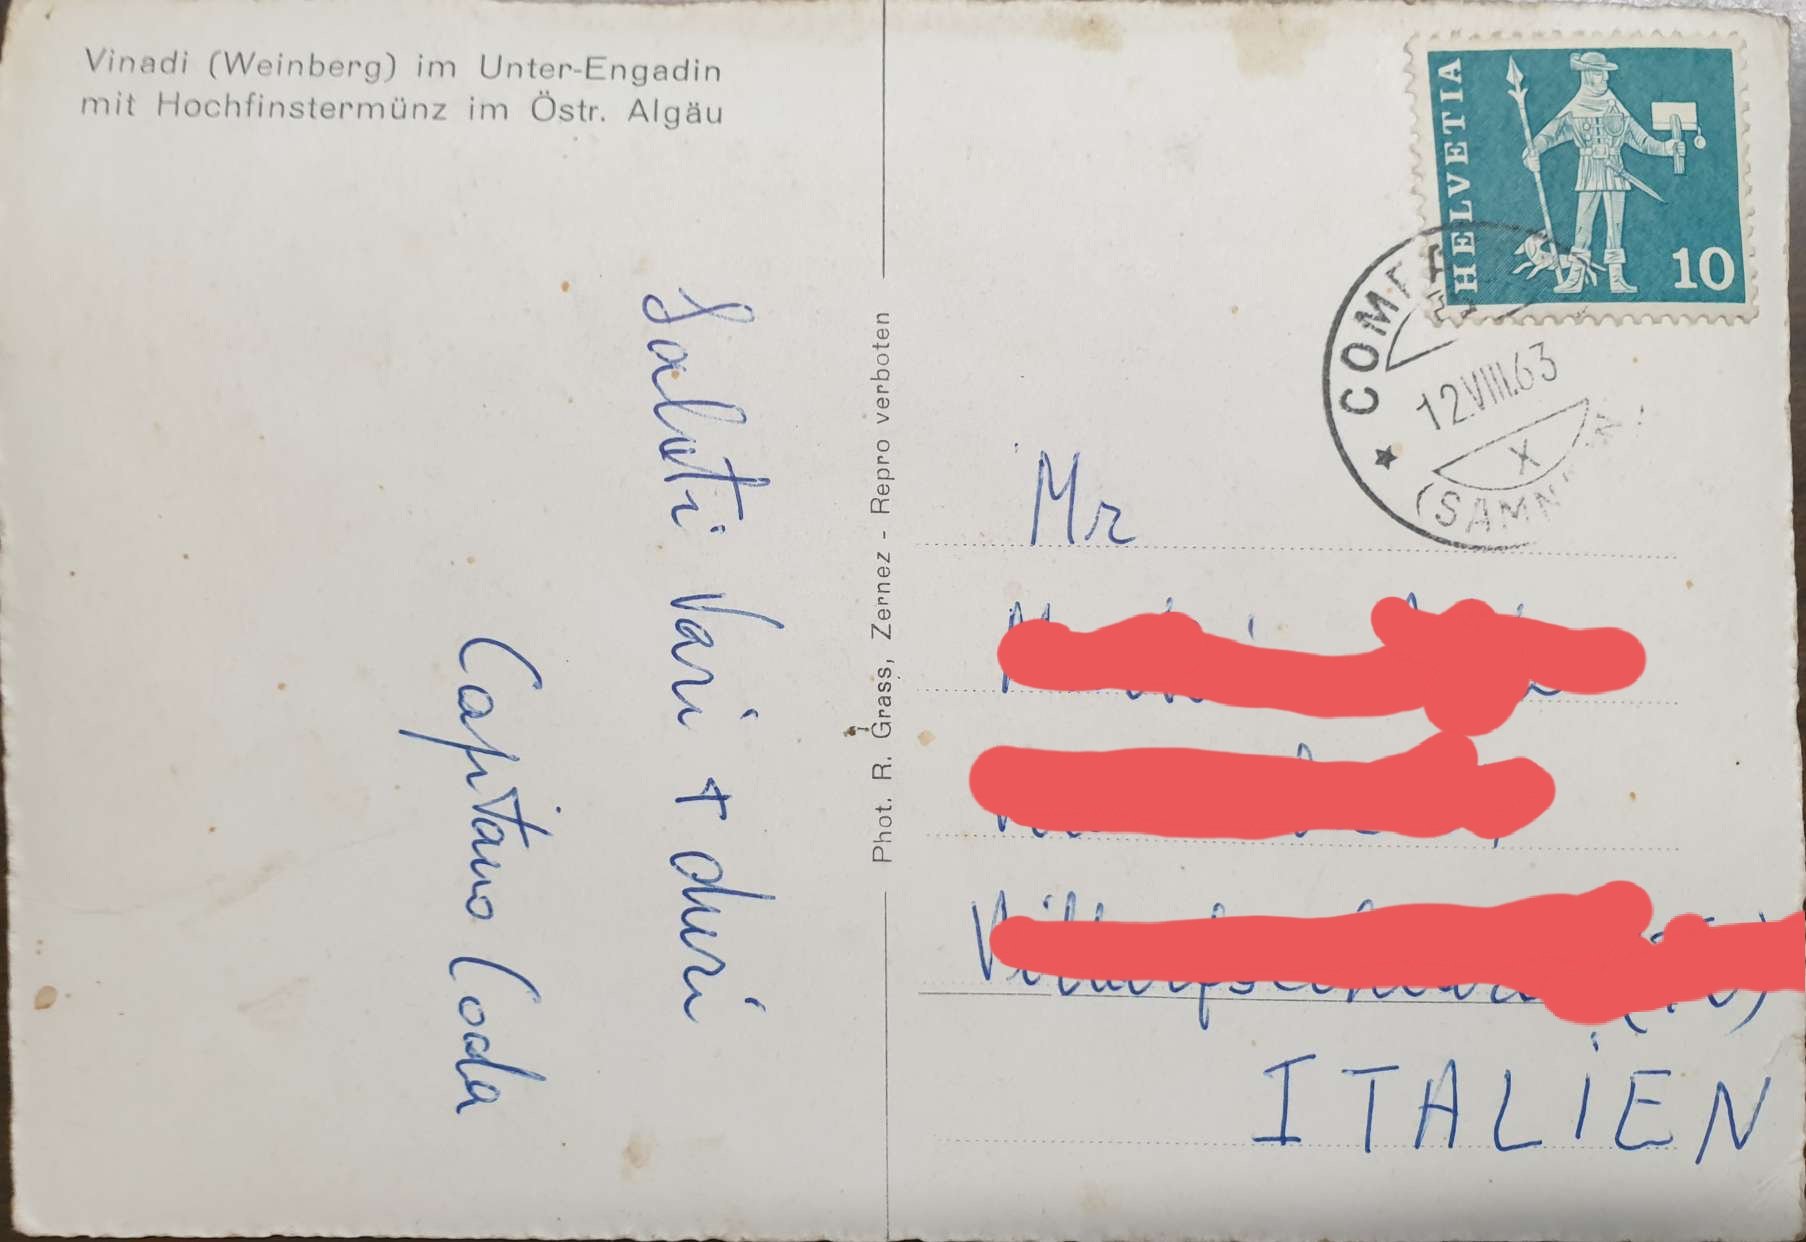 Vinadi (Weinberg) im Unter-Engadin
mit Hochfinstermünz im Östr. Algäu
Saluti Vari + duri
Capitano Coda
Phot. R. Grass, Zernez - Repro verboten
HELVETIA
10
12.VIII.63
X
Mr
ITALIEN